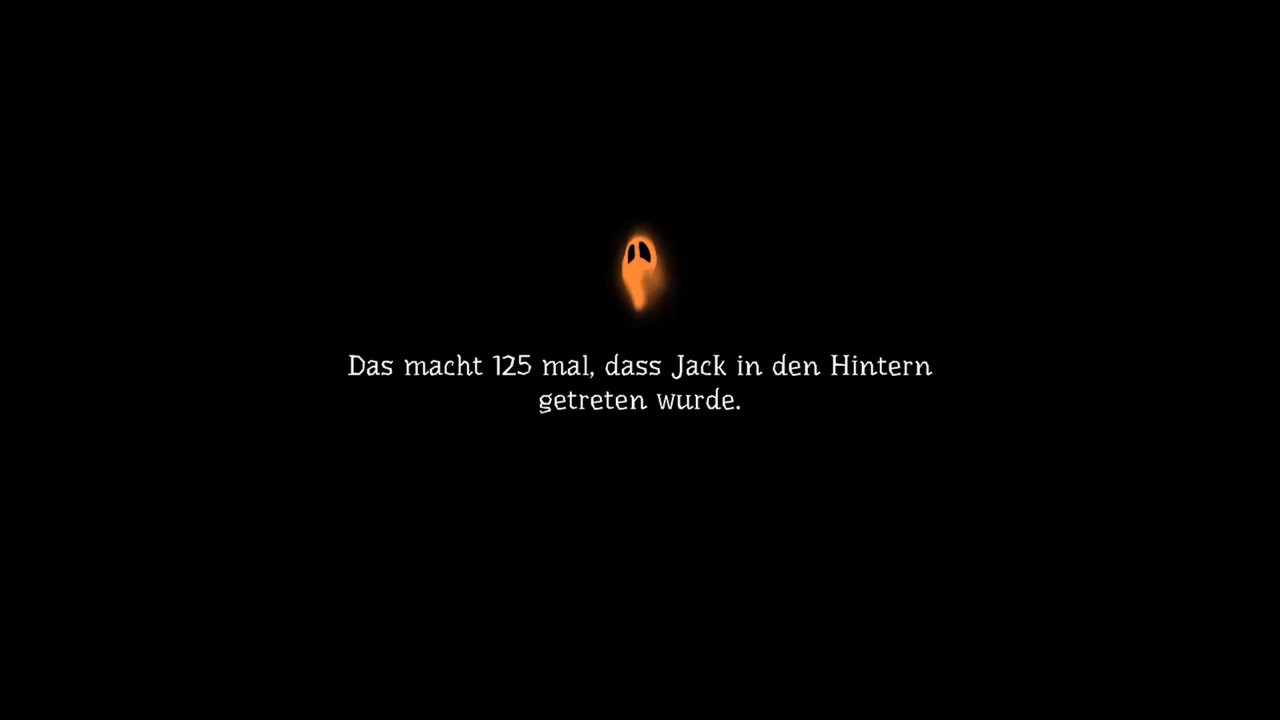 Das macht 125 mal, dass Jack in den Hintern
getreten wurde.